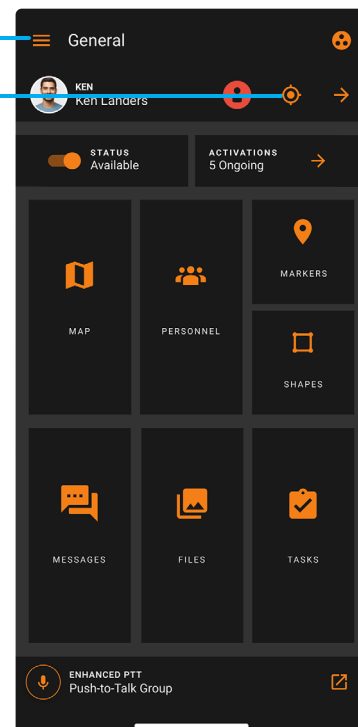 General
KEN
Ken Landers
STATUS
Available
ACTIVATIONS
5 Ongoing
MAP
PERSONNEL
MARKERS
SHAPES
MESSAGES
FILES
TASKS
ENHANCED PTT
Push-to-Talk Group